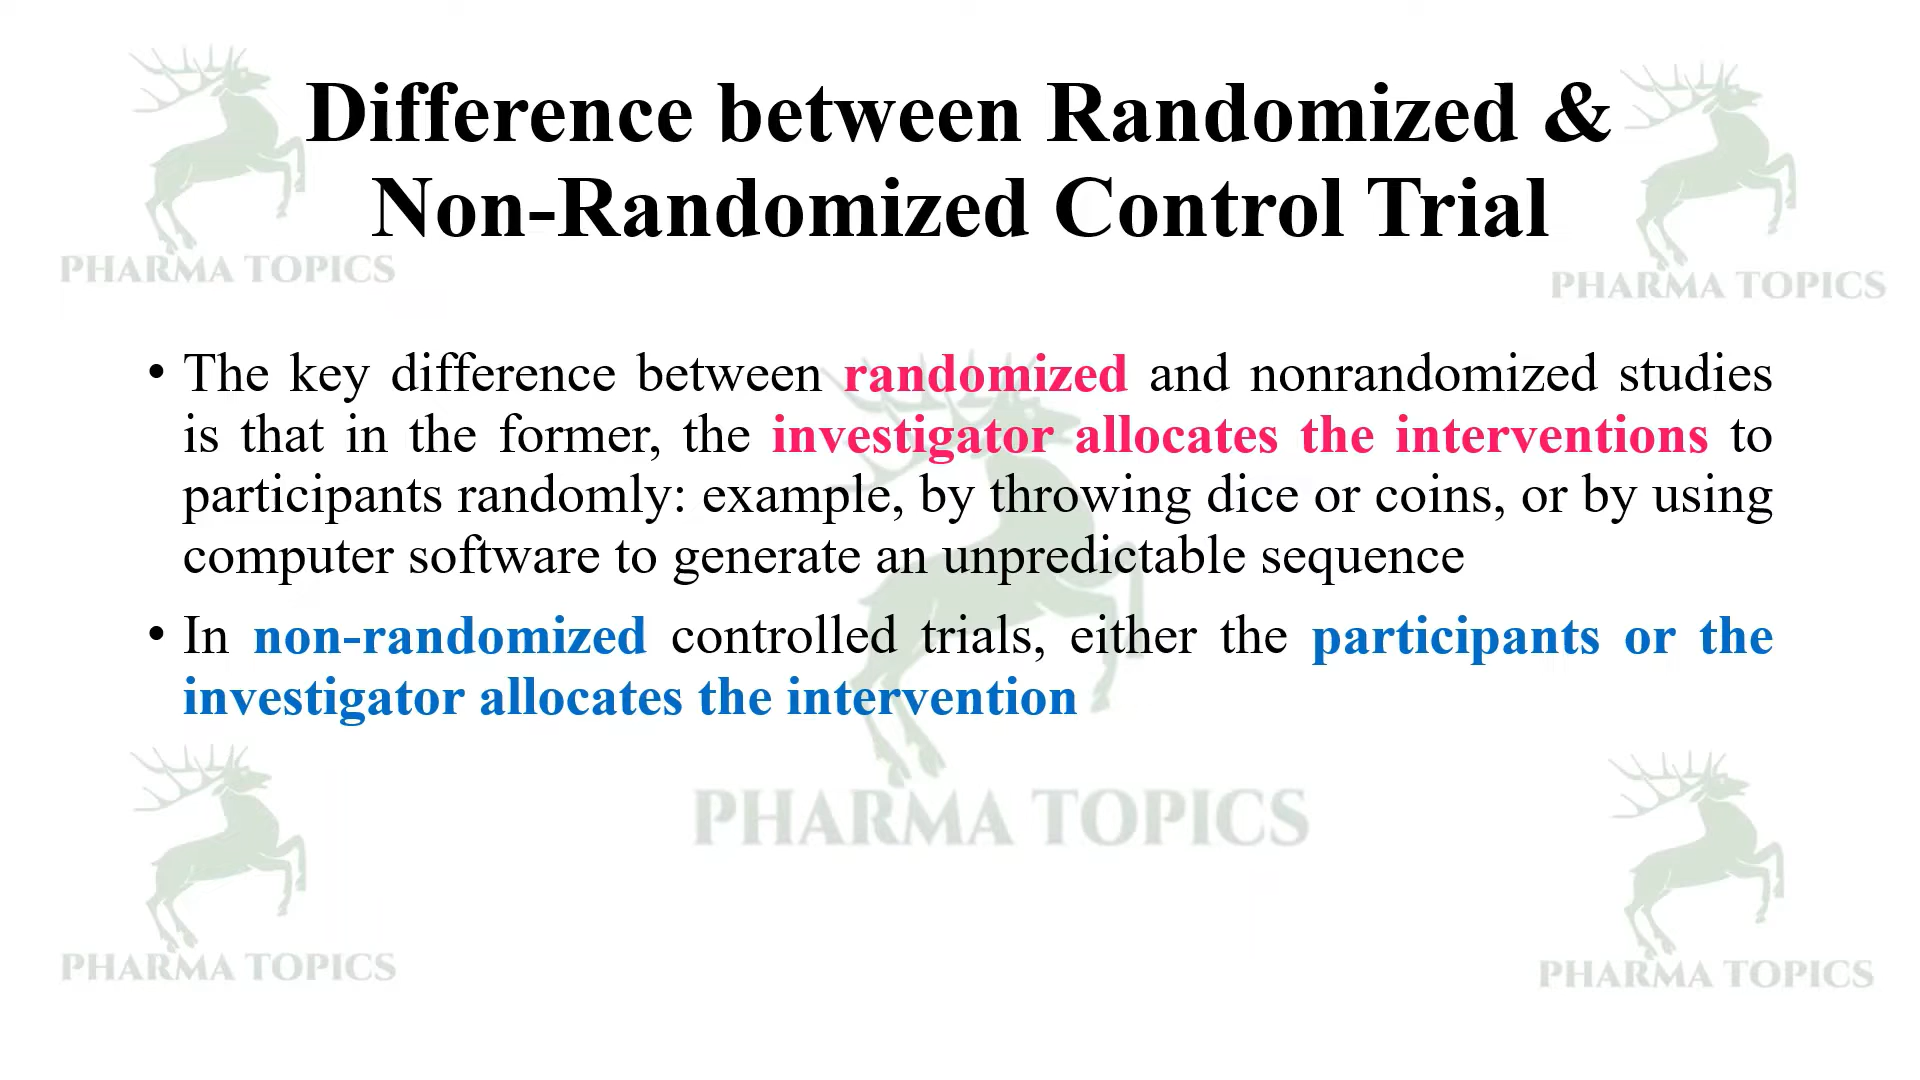 Difference between Randomized &
Non-Randomized Control Trial
PHARMA TOPICS
PHARMA TOPICS
• The key difference between randomized and nonrandomized studies
is that in the former, the investigator allocates the interventions to
participants randomly: example, by throwing dice or coins, or by using
computer software to generate an unpredictable sequence
• In non-randomized controlled trials, either the participants or the
investigator allocates the intervention
PHARMA TOPICS
PHARMA TOPICS
PHARMA TOPICS